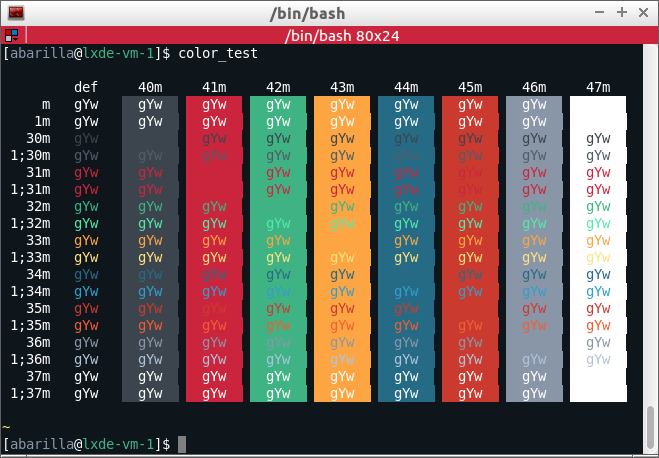 /bin/bash
/bin/bash 80x24
[abarilla@lxde-vm-1]$ color_test
def 40m 41m 42m 43m 44m 45m 46m 47m
m gYw gYw gYw gYw gYw gYw gYw gYw
1m gYw gYw gYw gYw gYw gYw gYw gYw
30m gYw gYw gYw gYw gYw gYw gYw gYw
1;30m gYw gYw gYw gYw gYw gYw gYw gYw gYw
31m gYw gYw gYw gYw gYw gYw gYw gYw
1;31m gYw gYw gYw gYw gYw gYw gYw gYw
32m gYw gYw gYw gYw gYw gYw gYw gYw
1;32m gYw gYw gYw gYw gYw gYw gYw gYw gYw
33m gYw gYw gYw gYw gYw gYw gYw gYw
1;33m gYw gYw gYw gYw gYw gYw gYw gYw gYw
34m gYw gYw gYw gYw gYw gYw gYw gYw
1;34m gYw gYw gYw gYw gYw gYw gYw gYw gYw
35m gYw gYw gYw gYw gYw gYw gYw gYw
1;35m gYw gYw gYw gYw gYw gYw gYw gYw gYw
36m gYw gYw gYw gYw gYw gYw gYw gYw
1;36m gYw gYw gYw gYw gYw gYw gYw gYw gYw
37m gYw gYw gYw gYw gYw gYw gYw gYw
1;37m gYw gYw gYw gYw gYw gYw gYw gYw
~
[abarilla@lxde-vm-1]$